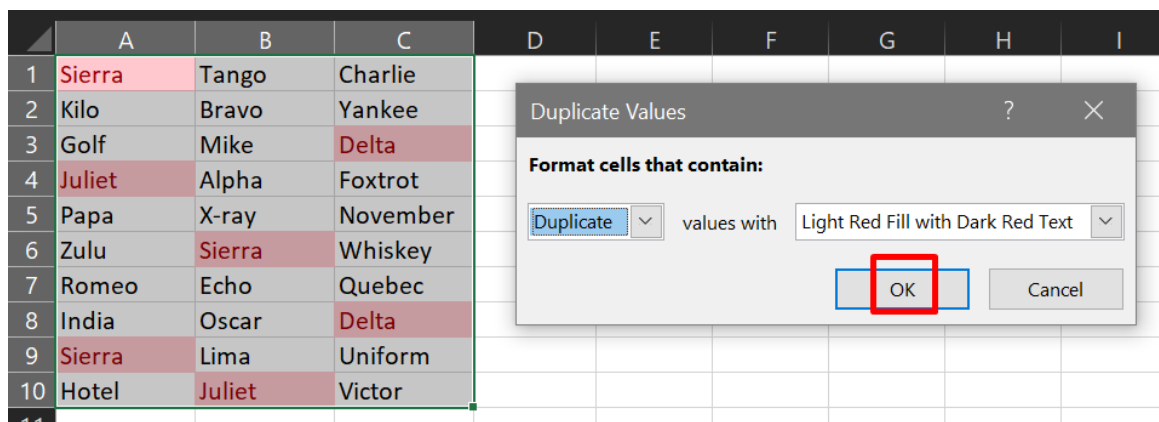 A B C D E F G H I
1 Sierra Tango Charlie
2 Kilo Bravo Yankee
3 Golf Mike Delta
4 Juliet Alpha Foxtrot
5 Papa X-ray November
6 Zulu Sierra Whiskey
7 Romeo Echo Quebec
8 India Oscar Delta
9 Sierra Lima Uniform
10 Hotel Juliet Victor
Duplicate Values ?
Format cells that contain:
Duplicate values with Light Red Fill with Dark Red Text
OK Cancel